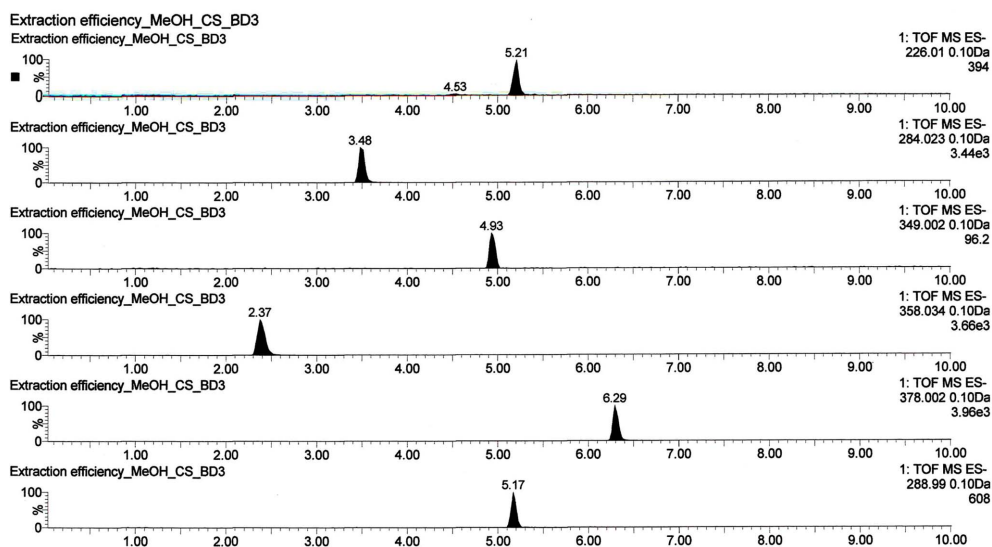 Extraction efficiency_MeOH_CS_BD3
Extraction efficiency_MeOH_CS_BD3
1: TOF MS ES-
226.01 0.10Da
394
100
%
0
4.53
5.21
1.00 2.00 3.00 4.00 5.00 6.00 7.00 8.00 9.00 10.00
Extraction efficiency_MeOH_CS_BD3
1: TOF MS ES-
284.023 0.10Da
3.44e3
100
%
0
3.48
1.00 2.00 3.00 4.00 5.00 6.00 7.00 8.00 9.00 10.00
Extraction efficiency_MeOH_CS_BD3
1: TOF MS ES-
349.002 0.10Da
96.2
100
%
0
4.93
1.00 2.00 3.00 4.00 5.00 6.00 7.00 8.00 9.00 10.00
Extraction efficiency_MeOH_CS_BD3
1: TOF MS ES-
358.034 0.10Da
3.66e3
100
%
0
2.37
1.00 2.00 3.00 4.00 5.00 6.00 7.00 8.00 9.00 10.00
Extraction efficiency_MeOH_CS_BD3
1: TOF MS ES-
378.002 0.10Da
3.96e3
100
%
0
6.29
1.00 2.00 3.00 4.00 5.00 6.00 7.00 8.00 9.00 10.00
Extraction efficiency_MeOH_CS_BD3
1: TOF MS ES-
288.99 0.10Da
608
100
%
0
5.17
1.00 2.00 3.00 4.00 5.00 6.00 7.00 8.00 9.00 10.00